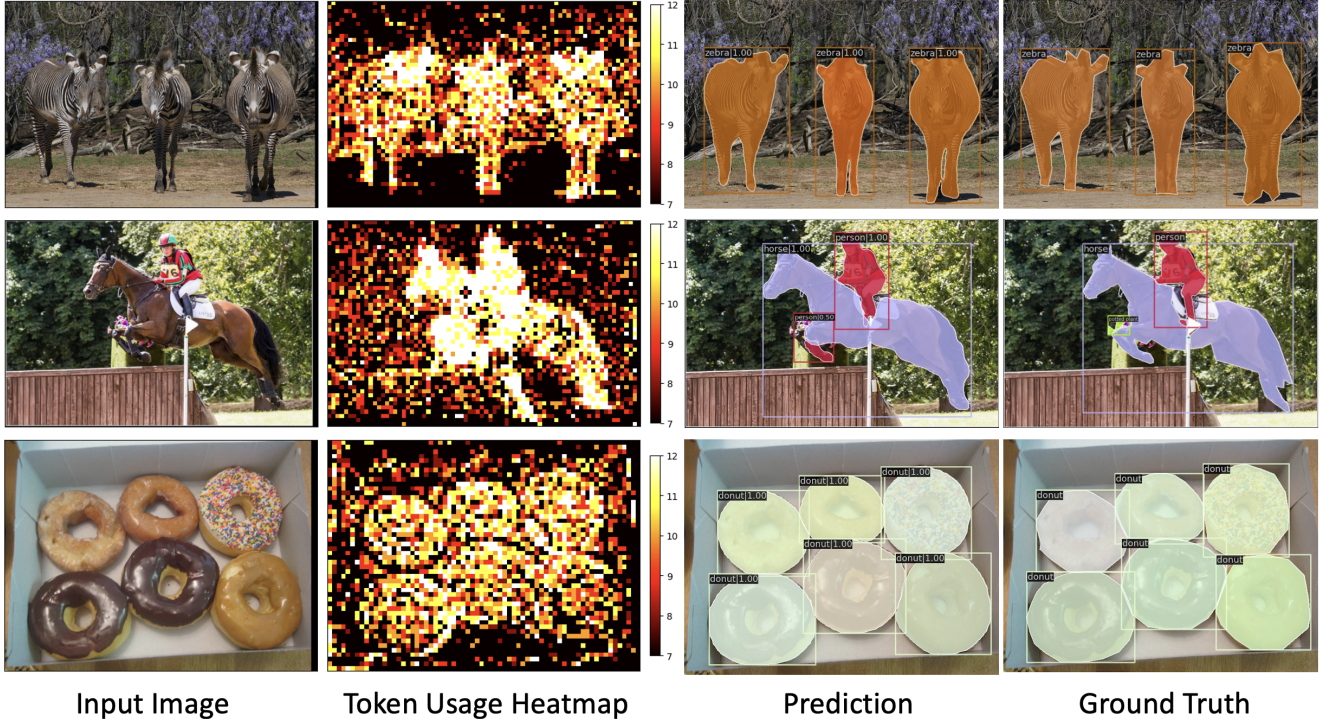 12
11
10
9
8
7
zebra|1.00
zebra|1.00
zebra|1.00
zebra
zebra
zebra
12
11
10
9
8
7
horse|1.00
person|1.00
person|0.50
horse
person
potted plant
12
11
10
9
8
7
donut|1.00
donut|1.00
donut|1.00
donut|1.00
donut|1.00
donut|1.00
donut
donut
donut
donut
donut
donut
Input Image
Token Usage Heatmap
Prediction
Ground Truth